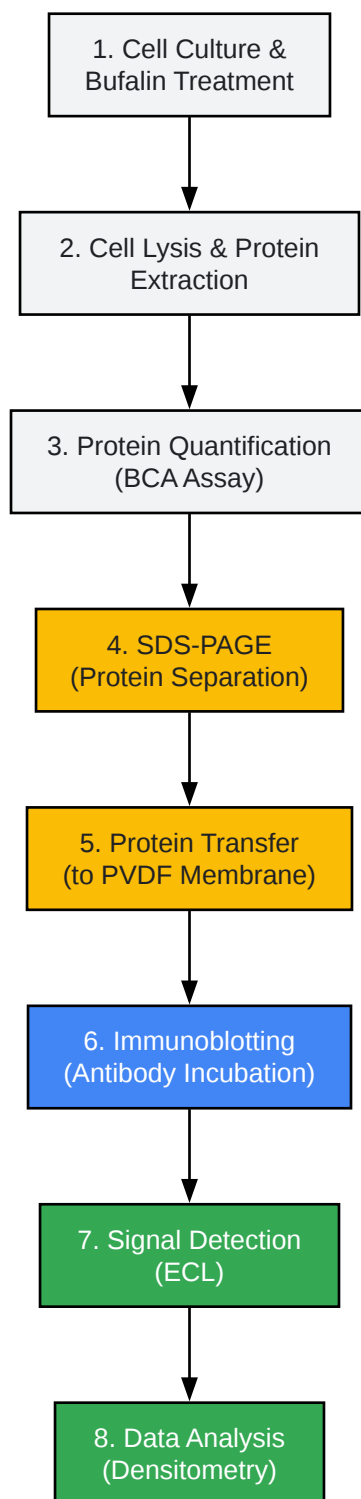 1. Cell Culture &
Bufalin Treatment
2. Cell Lysis & Protein
Extraction
3. Protein Quantification
(BCA Assay)
4. SDS-PAGE
(Protein Separation)
5. Protein Transfer
(to PVDF Membrane)
6. Immunoblotting
(Antibody Incubation)
7. Signal Detection
(ECL)
8. Data Analysis
(Densitometry)